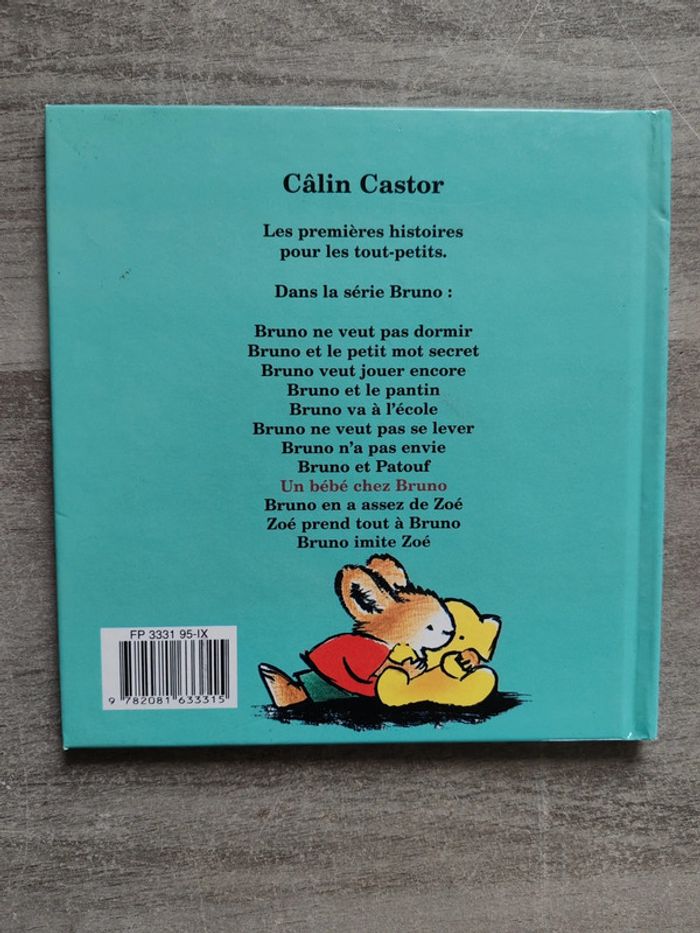 Câlin Castor
Les premières histoires
pour les tout-petits.
Dans la série Bruno :
Bruno ne veut pas dormir
Bruno et le petit mot secret
Bruno veut jouer encore
Bruno et le pantin
Bruno va à l'école
Bruno ne veut pas se lever
Bruno n'a pas envie
Bruno et Patouf
Un bébé chez Bruno
Bruno en a assez de Zoé
Zoé prend tout à Bruno
Bruno imite Zoé
FP 3331 95-IX
9 782081 633315